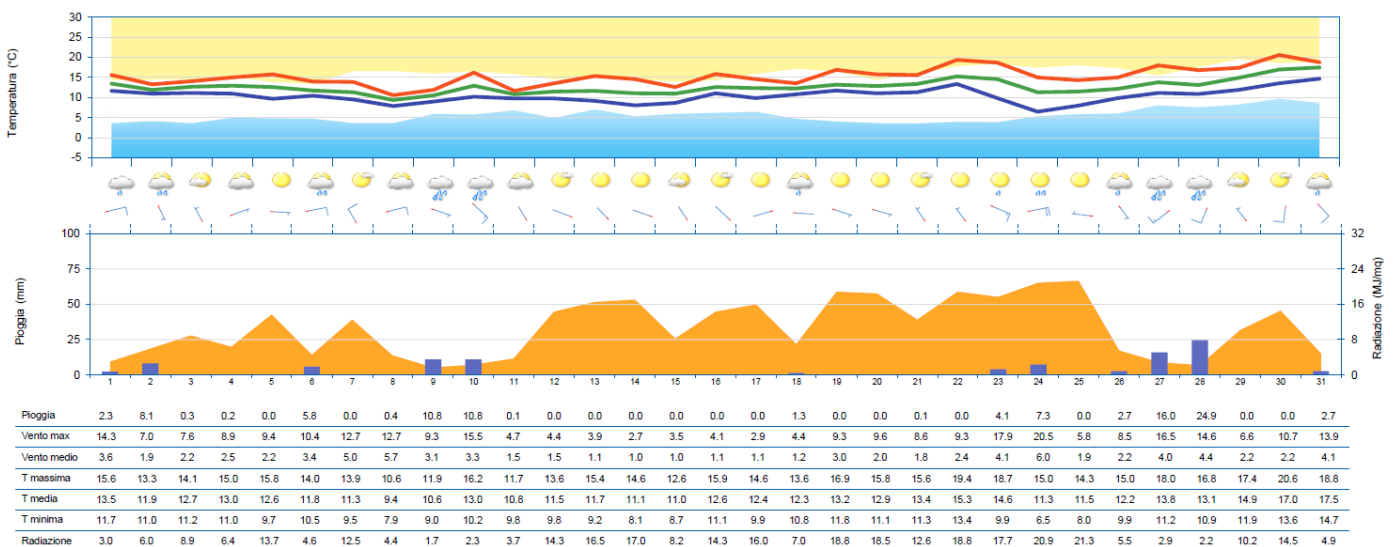 30
25
20
15
10
5
0
-5
Temperatura (°C)
100 32
75 24
50 16
25 8
0 0
Pioggia (mm)
Radiazione (MJ/mq)
1 2 3 4 5 6 7 8 9 10 11 12 13 14 15 16 17 18 19 20 21 22 23 24 25 26 27 28 29 30 31
Pioggia 2.3 8.1 0.3 0.2 0.0 5.8 0.0 0.4 10.8 10.8 0.1 0.0 0.0 0.0 0.0 0.0 0.0 1.3 0.0 0.0 0.1 0.0 4.1 7.3 0.0 2.7 16.0 24.9 0.0 0.0 2.7
Vento max 14.3 7.0 7.6 8.9 9.4 10.4 12.7 12.7 9.3 15.5 4.7 4.4 3.9 2.7 3.5 4.1 2.9 4.4 9.3 9.6 8.6 9.3 17.9 20.5 5.8 8.5 16.5 14.6 6.6 10.7 13.9
Vento medio 3.6 1.9 2.2 2.5 2.2 3.4 5.0 5.7 3.1 3.3 1.5 1.5 1.1 1.0 1.0 1.1 1.1 1.2 3.0 2.0 1.8 2.4 4.1 6.0 1.9 2.2 4.0 4.4 2.2 2.2 4.1
T massima 15.6 13.3 14.1 15.0 15.8 14.0 13.9 10.6 11.9 16.2 11.7 13.6 15.4 14.6 12.6 15.9 14.6 13.6 16.9 15.8 15.6 19.4 18.7 15.0 14.3 15.0 18.0 16.8 17.4 20.6 18.8
T media 13.5 11.9 12.7 13.0 12.6 11.8 11.3 9.4 10.6 13.0 10.8 11.5 11.7 11.1 11.0 12.6 12.4 12.3 13.2 12.9 13.4 15.3 14.6 11.3 11.5 12.2 13.8 13.1 14.9 17.0 17.5
T minima 11.7 11.0 11.2 11.0 9.7 10.5 9.5 7.9 9.0 10.2 9.8 9.8 9.2 8.1 8.7 11.1 9.9 10.8 11.8 11.1 11.3 13.4 9.9 6.5 8.0 9.9 11.2 10.9 11.9 13.6 14.7
Radiazione 3.0 6.0 8.9 6.4 13.7 4.6 12.5 4.4 1.7 2.3 3.7 14.3 16.5 17.0 8.2 14.3 16.0 7.0 18.8 18.5 12.6 18.8 17.7 20.9 21.3 5.5 2.9 2.2 10.2 14.5 4.9